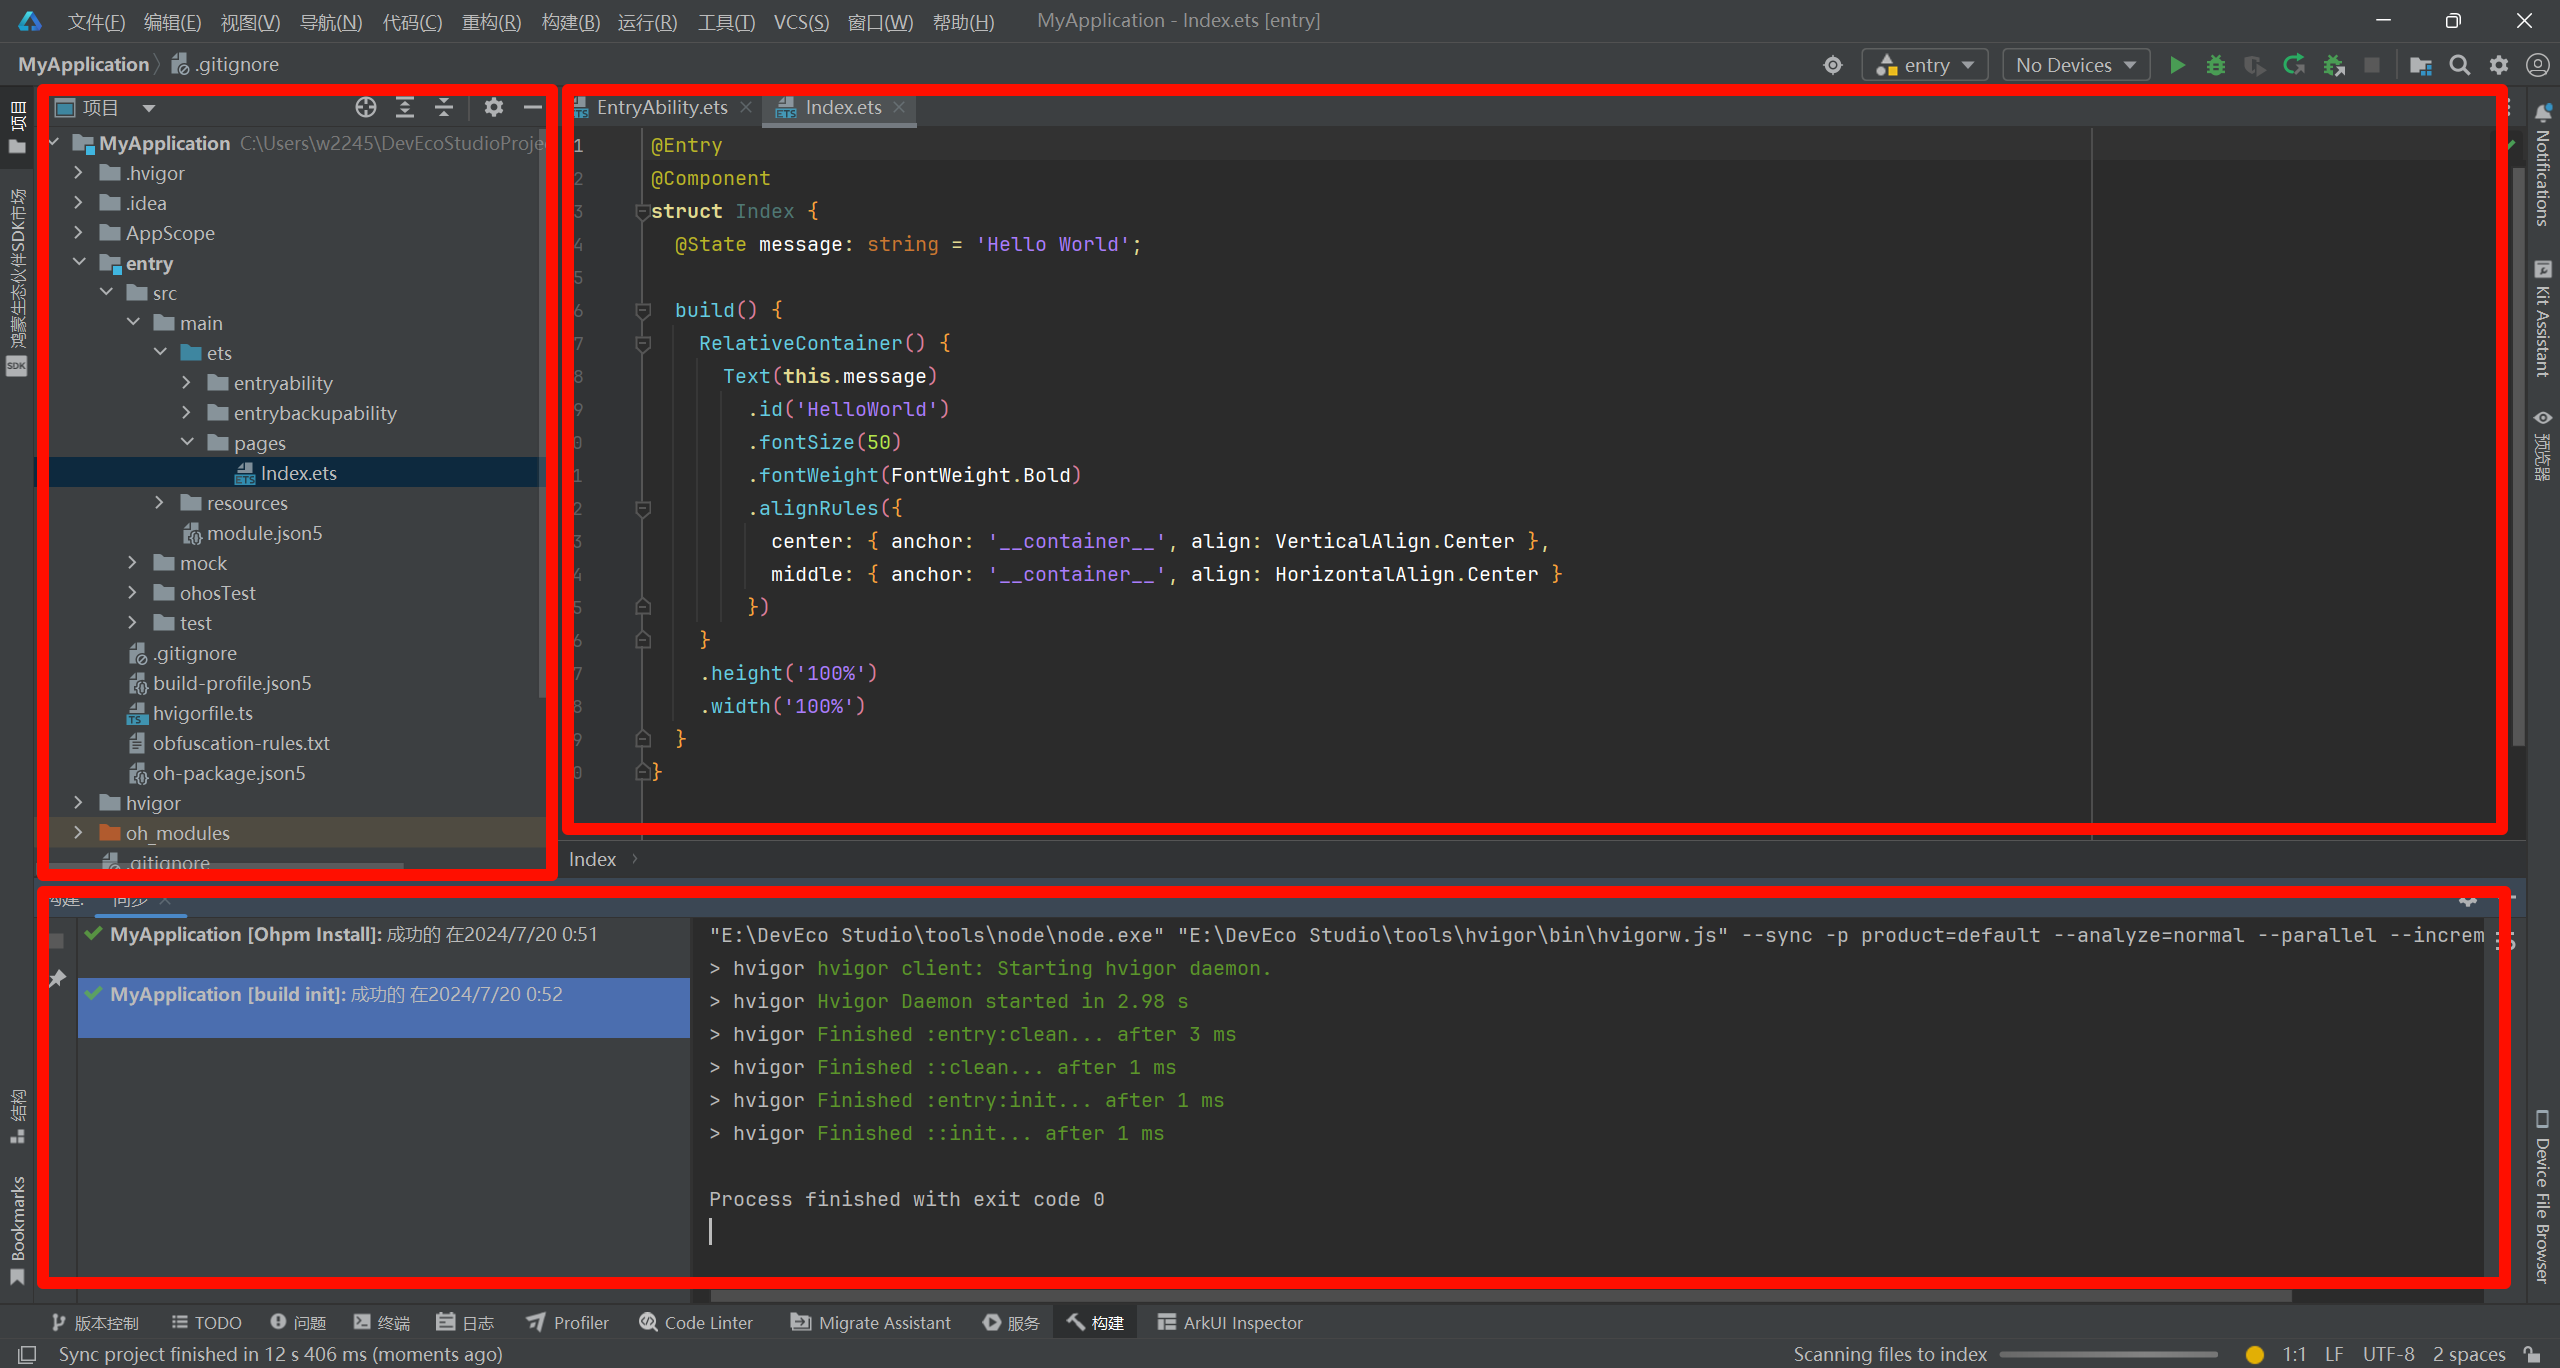 文件(F) 编辑(E) 视图(V) 导航(N) 代码(C) 重构(R) 构建(B) 运行(R) 工具(T) VCS(S) 窗口(W) 帮助(H) MyApplication - Index.ets [entry]
MyApplication .gitignore entry No Devices
项目
鸿蒙生态伙伴SDK市场
SDK
结构
Bookmarks
项目
MyApplication C:\Users\w2245\DevEcoStudioProje
.hvigor
.idea
AppScope
entry
src
main
ets
entryability
entrybackupability
pages
Index.ets
resources
module.json5
mock
ohosTest
test
.gitignore
build-profile.json5
hvigorfile.ts
obfuscation-rules.txt
oh-package.json5
hvigor
oh_modules
.gitignore
EntryAbility.ets Index.ets
1 @Entry
2 @Component
3 struct Index {
4 @State message: string = 'Hello World';
5
6 build() {
7 RelativeContainer() {
8 Text(this.message)
9 .id('HelloWorld')
0 .fontSize(50)
1 .fontWeight(FontWeight.Bold)
2 .alignRules({
3 center: { anchor: '__container__', align: VerticalAlign.Center },
4 middle: { anchor: '__container__', align: HorizontalAlign.Center }
5 })
6 }
7 .height('100%')
8 .width('100%')
9 }
0 }
Index
Notifications
Kit Assistant
预览器
Device File Browser
构建: 同步
MyApplication [Ohpm Install]: 成功的 在2024/7/20 0:51
MyApplication [build init]: 成功的 在2024/7/20 0:52
"E:\DevEco Studio\tools\node\node.exe" "E:\DevEco Studio\tools\hvigor\bin\hvigorw.js" --sync -p product=default --analyze=normal --parallel --increm
> hvigor hvigor client: Starting hvigor daemon.
> hvigor Hvigor Daemon started in 2.98 s
> hvigor Finished :entry:clean... after 3 ms
> hvigor Finished ::clean... after 1 ms
> hvigor Finished :entry:init... after 1 ms
> hvigor Finished ::init... after 1 ms
Process finished with exit code 0
版本控制 TODO 问题 终端 日志 Profiler Code Linter Migrate Assistant 服务 构建 ArkUI Inspector
Sync project finished in 12 s 406 ms (moments ago) Scanning files to index 1:1 LF UTF-8 2 spaces